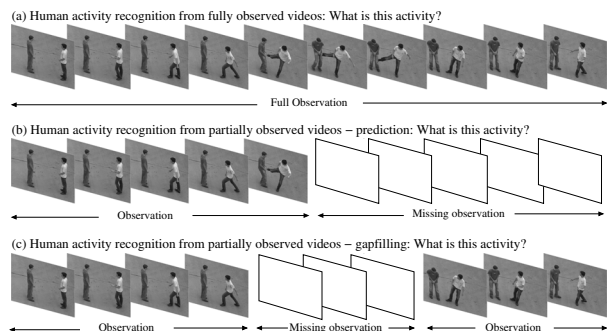 (a) Human activity recognition from fully observed videos: What is this activity?
Full Observation
(b) Human activity recognition from partially observed videos − prediction: What is this activity?
Observation Missing observation
(c) Human activity recognition from partially observed videos − gapfilling: What is this activity?
Observation Missing observation Observation